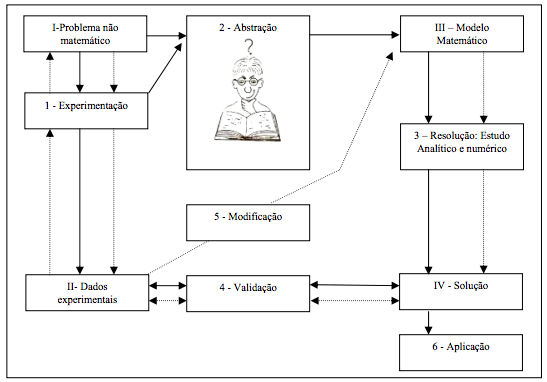 I-Problema não
matemático
2 - Abstração
?
III – Modelo
Matemático
1 - Experimentação
3 – Resolução: Estudo
Analítico e numérico
5 - Modificação
II- Dados
experimentais
4 - Validação
IV - Solução
6 - Aplicação